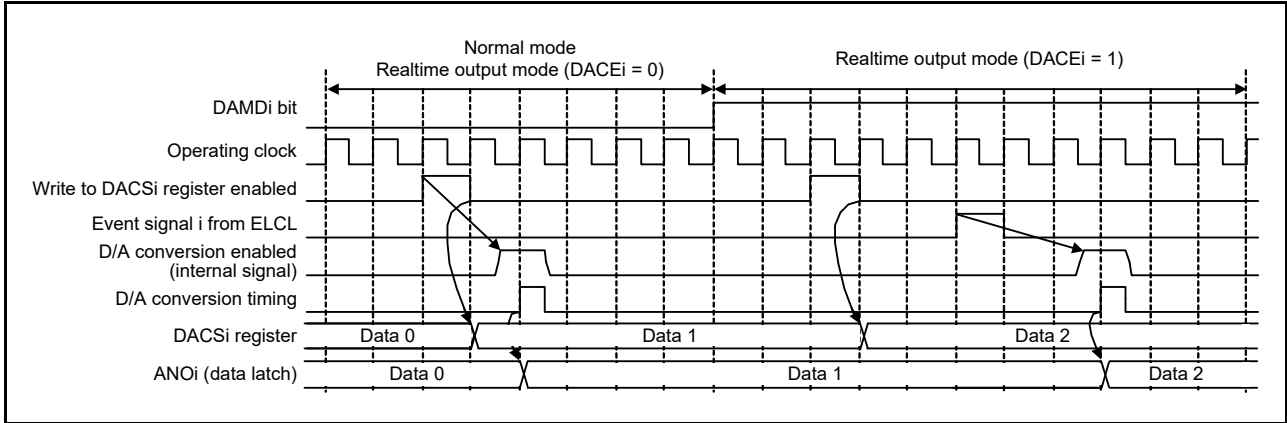 Normal mode
Realtime output mode (DACEi = 0)
Realtime output mode (DACEi = 1)
DAMDi bit
Operating clock
Write to DACSi register enabled
Event signal i from ELCL
D/A conversion enabled
(internal signal)
D/A conversion timing
DACSi register Data 0 Data 1 Data 2
ANOi (data latch) Data 0 Data 1 Data 2